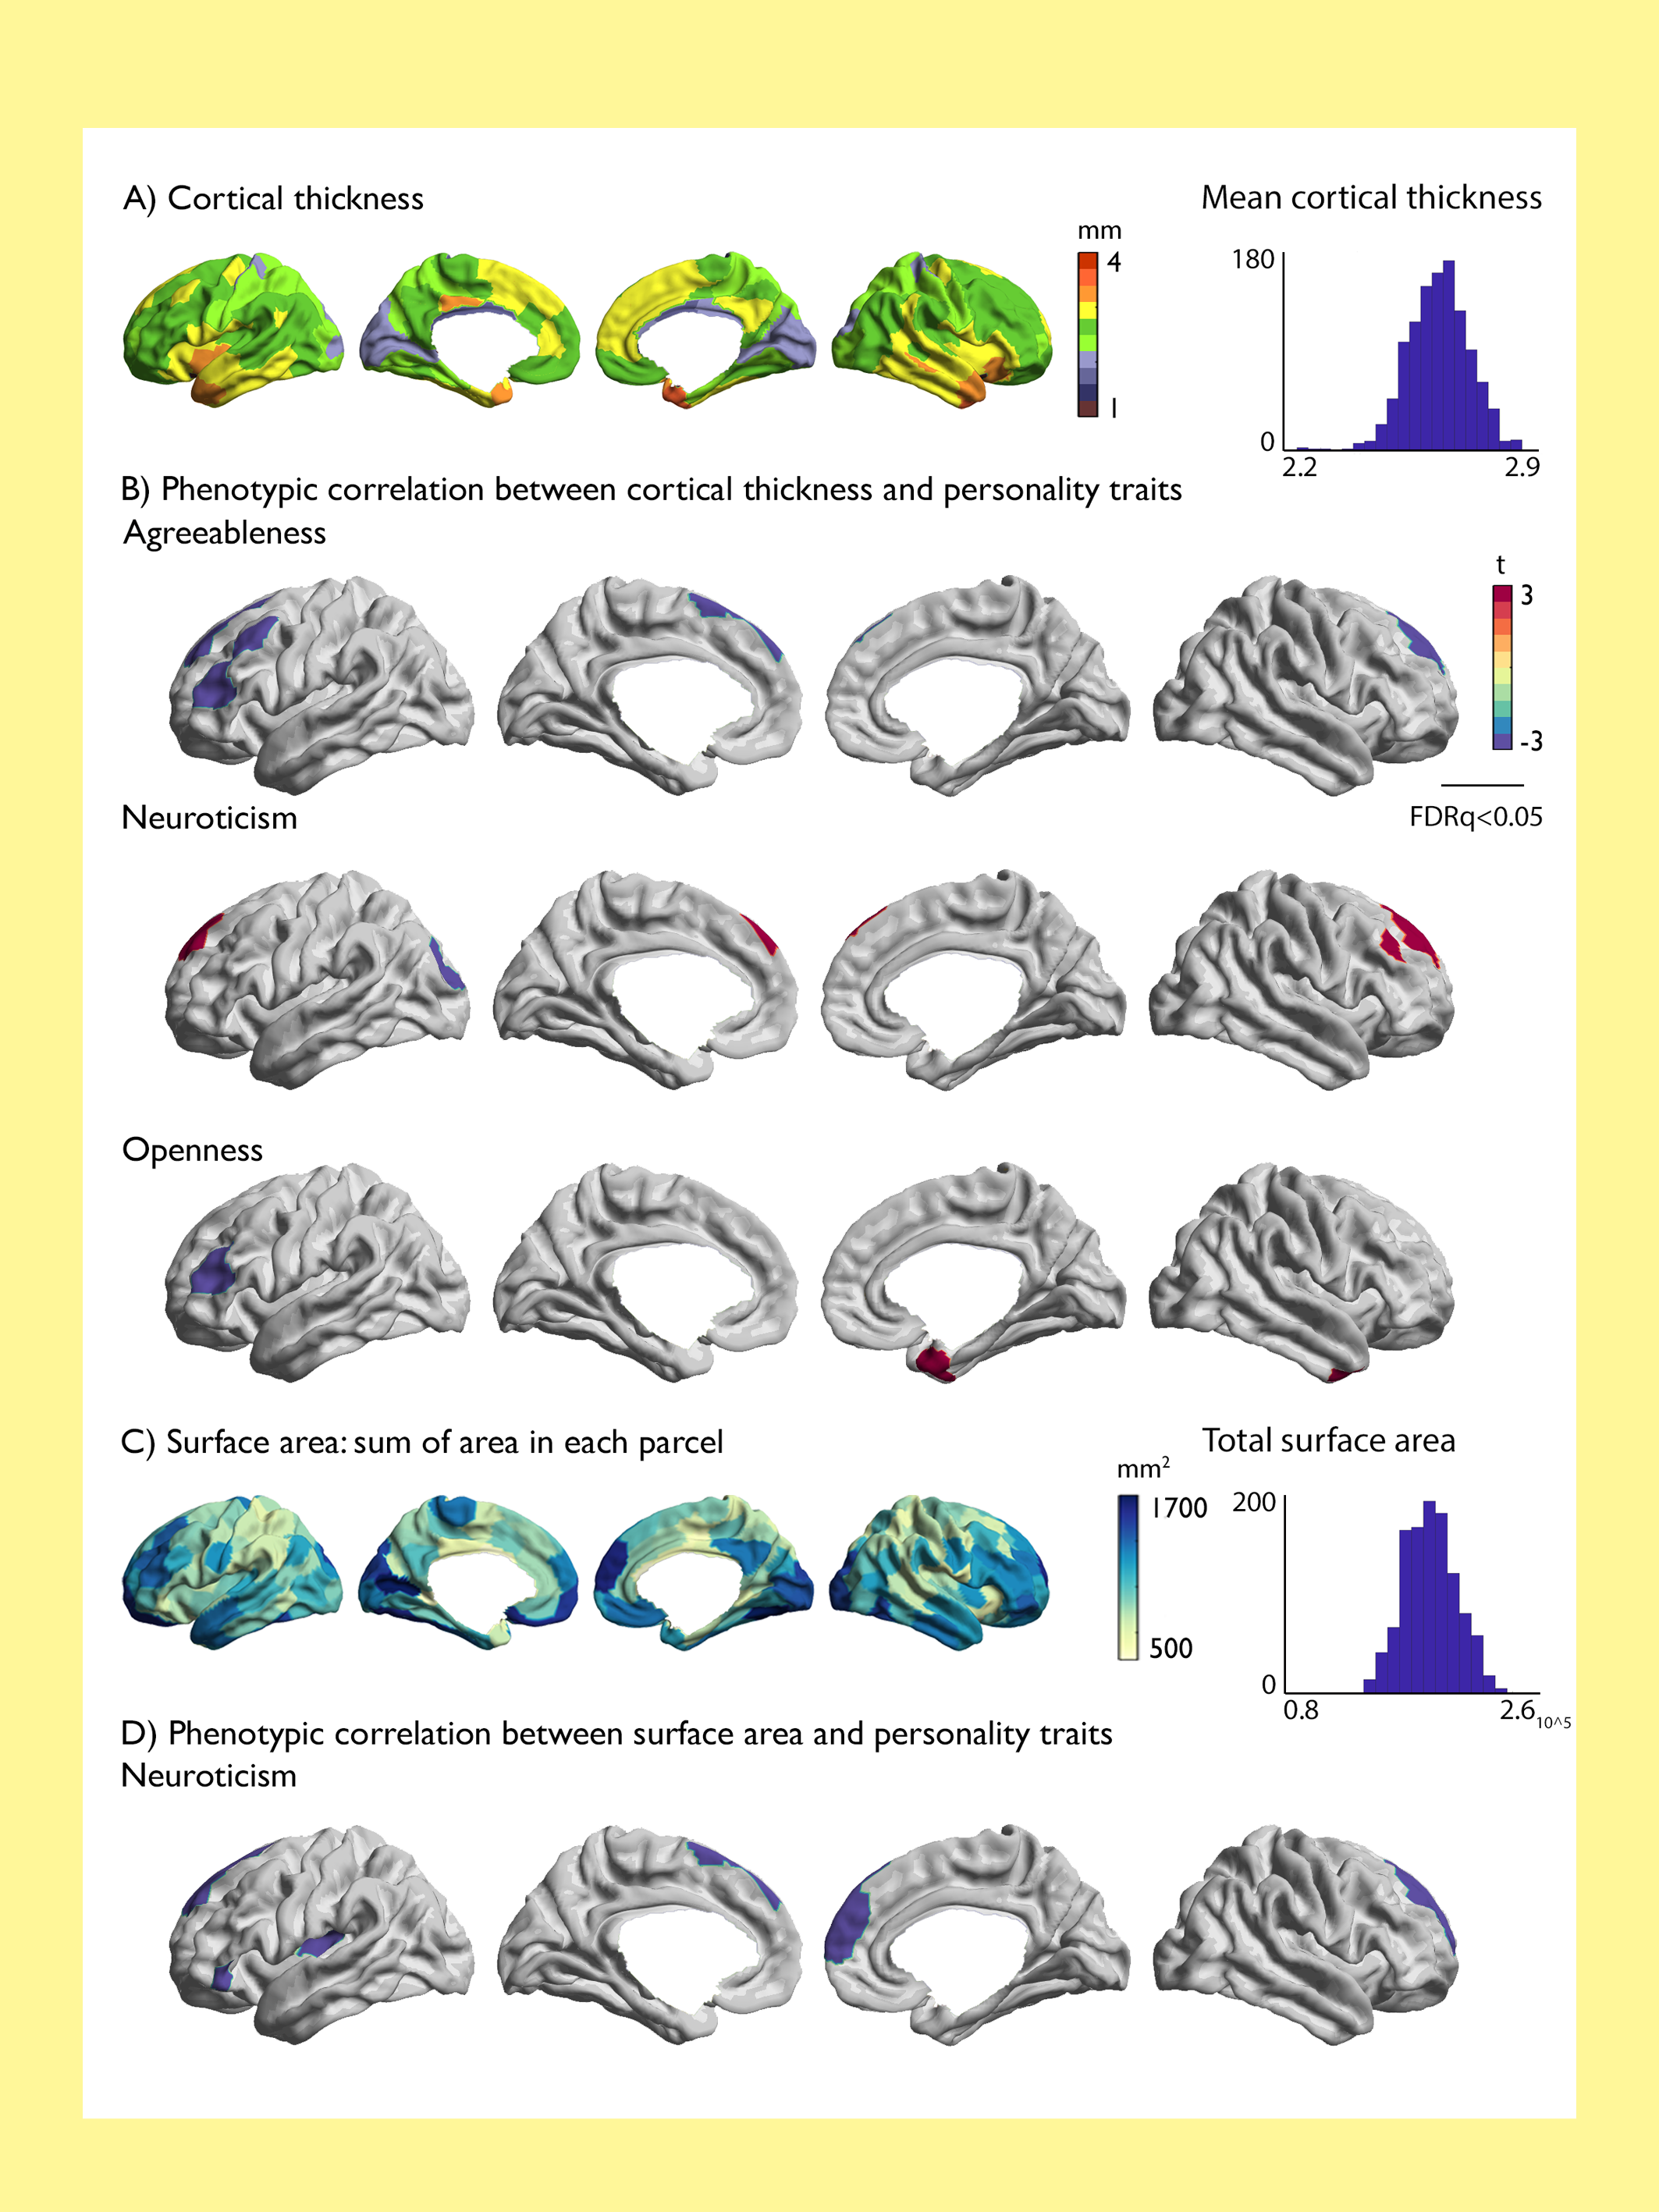 A) Cortical thickness
Mean cortical thickness
mm
4
1
180
0
2.2
2.9
B) Phenotypic correlation between cortical thickness and personality traits
Agreeableness
t
3
-3
FDRq<0.05
Neuroticism
Openness
C) Surface area: sum of area in each parcel
Total surface area
mm²
1700
500
200
0
0.8
2.6
10^5
D) Phenotypic correlation between surface area and personality traits
Neuroticism